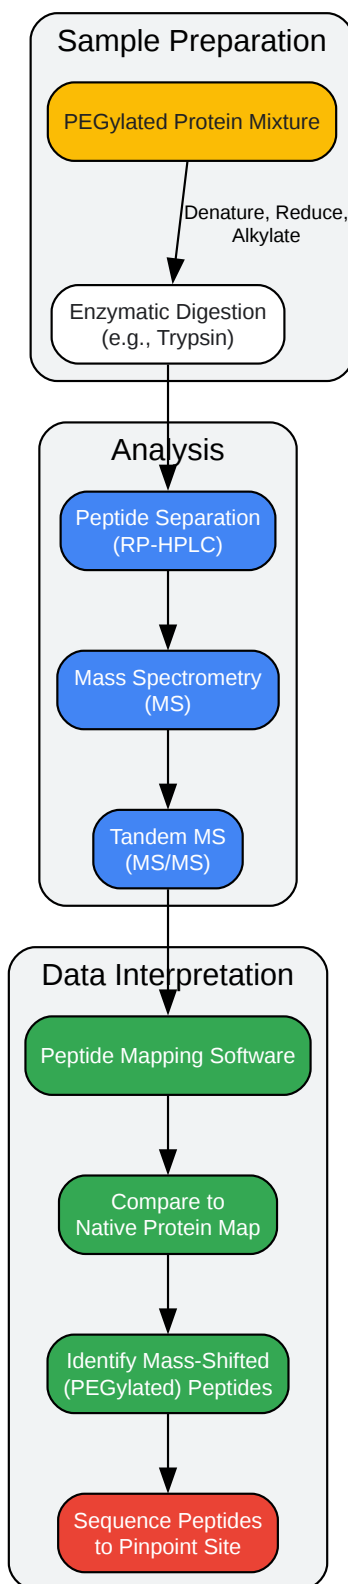 Sample Preparation
PEGylated Protein Mixture
Denature, Reduce,
Alkylate
Enzymatic Digestion
(e.g., Trypsin)
Analysis
Peptide Separation
(RP-HPLC)
Mass Spectrometry
(MS)
Tandem MS
(MS/MS)
Data Interpretation
Peptide Mapping Software
Compare to
Native Protein Map
Identify Mass-Shifted
(PEGylated) Peptides
Sequence Peptides
to Pinpoint Site